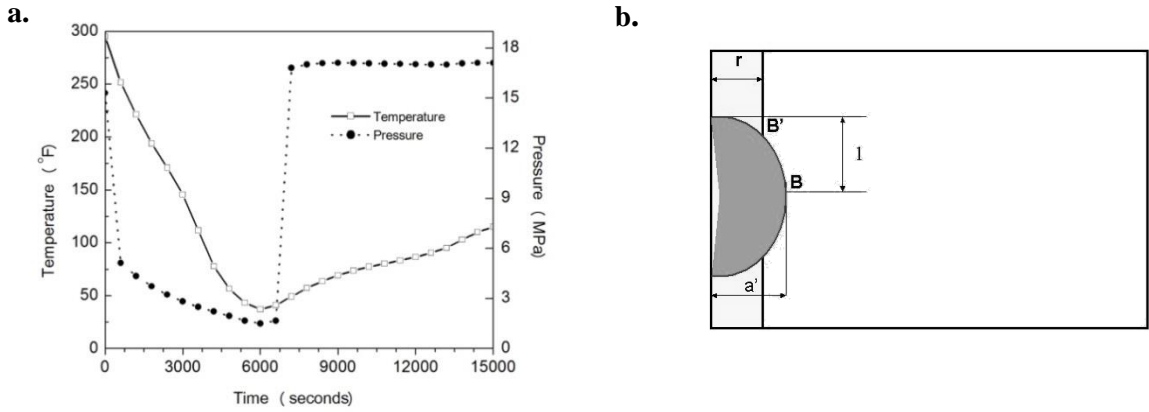 a.
300
250
200
150
100
50
0
Temperature ( °F)
18
15
12
9
6
3
0
Pressure ( MPa)
Temperature
Pressure
0 3000 6000 9000 12000 15000
Time ( seconds)
b.
r
B'
1
B
a'